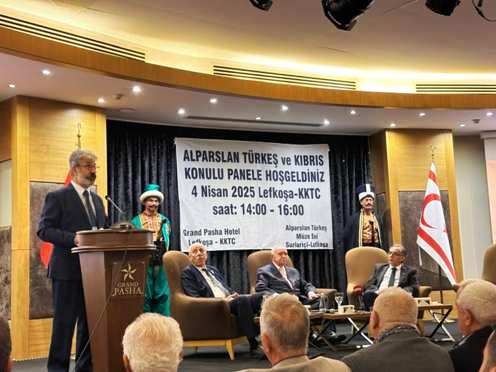 ALPARSLAN TÜRKEŞ ve KIBRIS
KONULU PANELE HOŞGELDİNİZ
4 Nisan 2025 Lefkoşa-KKTC
saat: 14:00 - 16:00
Grand Pasha Hotel
Lefkoşa - KKTC
Alparslan Türkeş
Müze Evi
Surlariçi-Lefkoşa
GRAND
PASHA